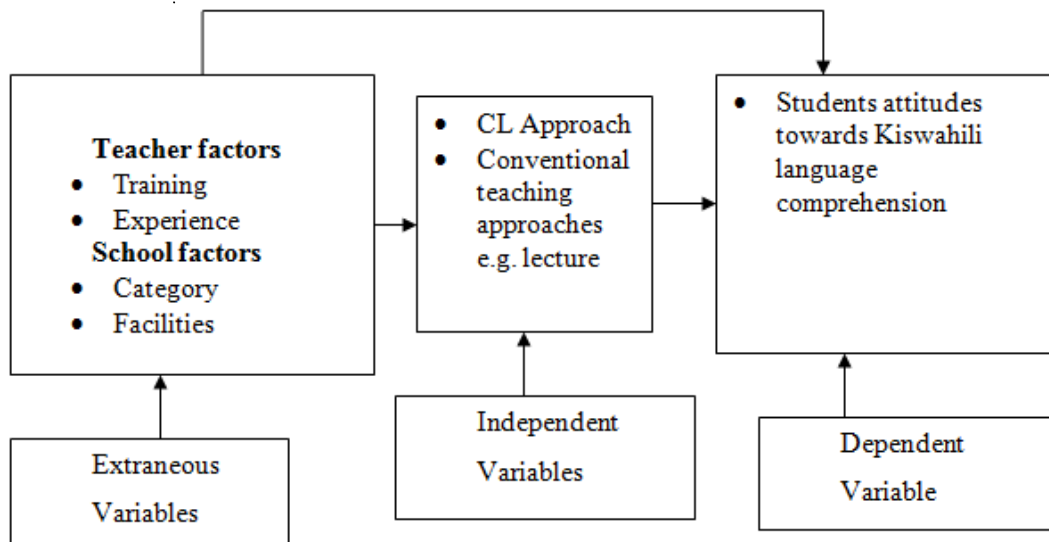 Teacher factors
• Training
• Experience
School factors
• Category
• Facilities
• CL Approach
• Conventional
teaching
approaches
e.g. lecture
• Students attitudes
towards Kiswahili
language
comprehension
Extraneous
Variables
Independent
Variables
Dependent
Variable